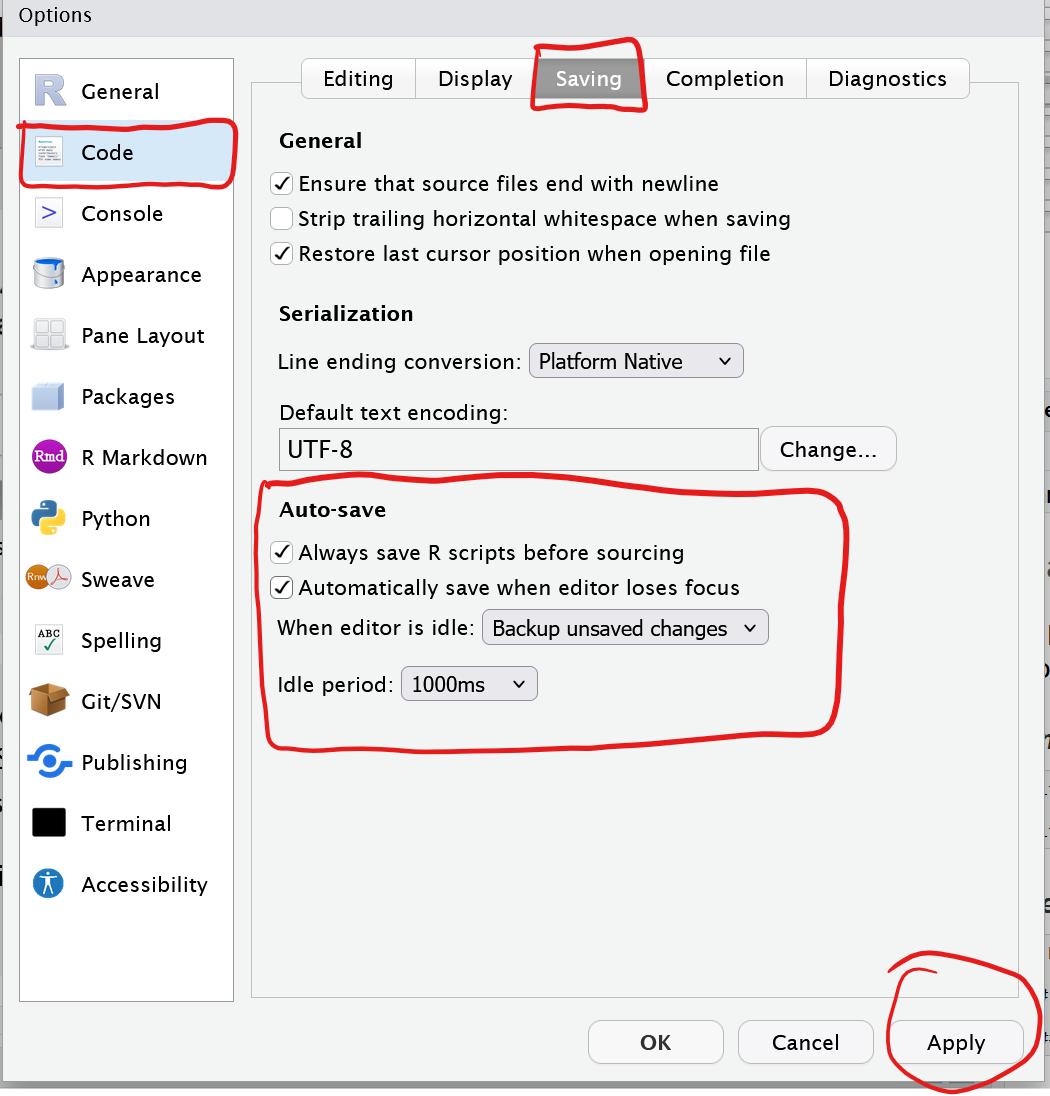 Options
General
Code
Console
Appearance
Pane Layout
Packages
Rmd R Markdown
Python
Rnw Sweave
ABC Spelling
Git/SVN
Publishing
Terminal
Accessibility
Editing Display Saving Completion Diagnostics
General
Ensure that source files end with newline
Strip trailing horizontal whitespace when saving
Restore last cursor position when opening file
Serialization
Line ending conversion: Platform Native
Default text encoding:
UTF-8 Change...
Auto-save
Always save R scripts before sourcing
Automatically save when editor loses focus
When editor is idle: Backup unsaved changes
Idle period: 1000ms
OK Cancel Apply